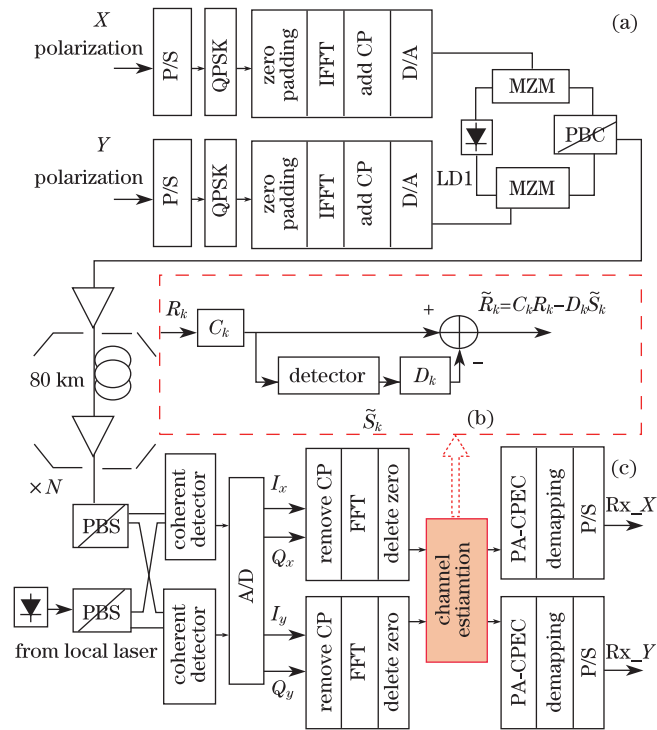 X
polarization
P/S
QPSK
zero
padding
IFFT
add CP
D/A
MZM
(a)
PBC
LD1
Y
polarization
P/S
QPSK
zero
padding
IFFT
add CP
D/A
MZM
80 km
×N
R_k
C_k
+
R̃_k=C_kR_k−D_kS̃_k
detector
D_k
−
S̃_k
(b)
(c)
PBS
coherent
detector
A/D
I_x
Q_x
remove CP
FFT
delete zero
channel
estiamtion
PA-CPEC
demapping
P/S
Rx_X
PBS
from local laser
coherent
detector
I_y
Q_y
remove CP
FFT
delete zero
PA-CPEC
demapping
P/S
Rx_Y